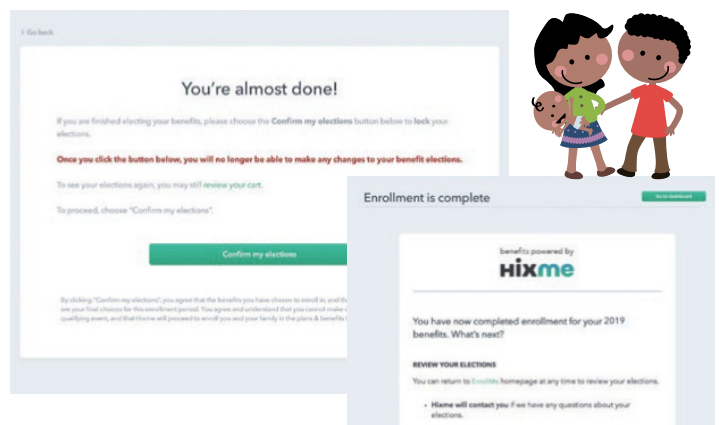 Go back
You're almost done!
If you are finished electing your benefits, please choose the Confirm my elections button below to lock your
elections.
Once you click the button below, you will no longer be able to make any changes to your benefit elections.
To see your elections again, you may still review your cart.
To proceed, choose "Confirm my elections".
Confirm my elections
By clicking "Confirm my elections", you agree that the benefits you have chosen to enroll in, and th
are your final choices for this enrollment period. You agree and understand that you cannot make
qualifying event, and that Hixme will proceed to enroll you and your family in the plans & benefits
Enrollment is complete
Go to dashboard
benefits powered by
Hixme
You have now completed enrollment for your 2019
benefits. What's next?
REVIEW YOUR ELECTIONS
You can return to EnrollMe homepage at any time to review your elections.
• Hixme will contact you if we have any questions about your
elections.